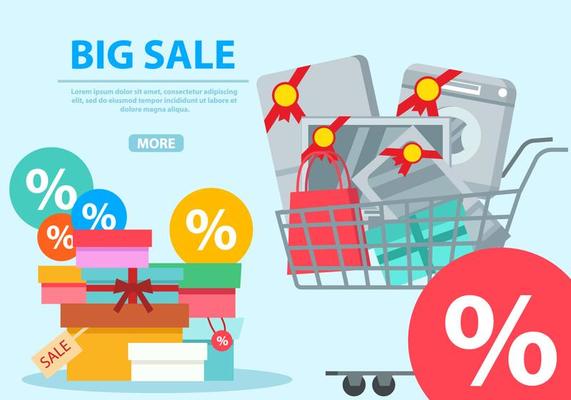 BIG SALE
Lorem ipsum dolor sit amet, consectetur adipiscing
elit, sed do eiusmod tempor incididunt ut labore et dolore
magna aliqua.
MORE
%
%
%
%
%
SALE
%